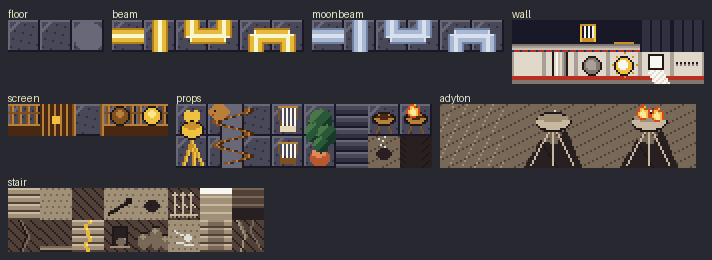 floor
beam
moonbeam
wall
screen
props
adyton
stair